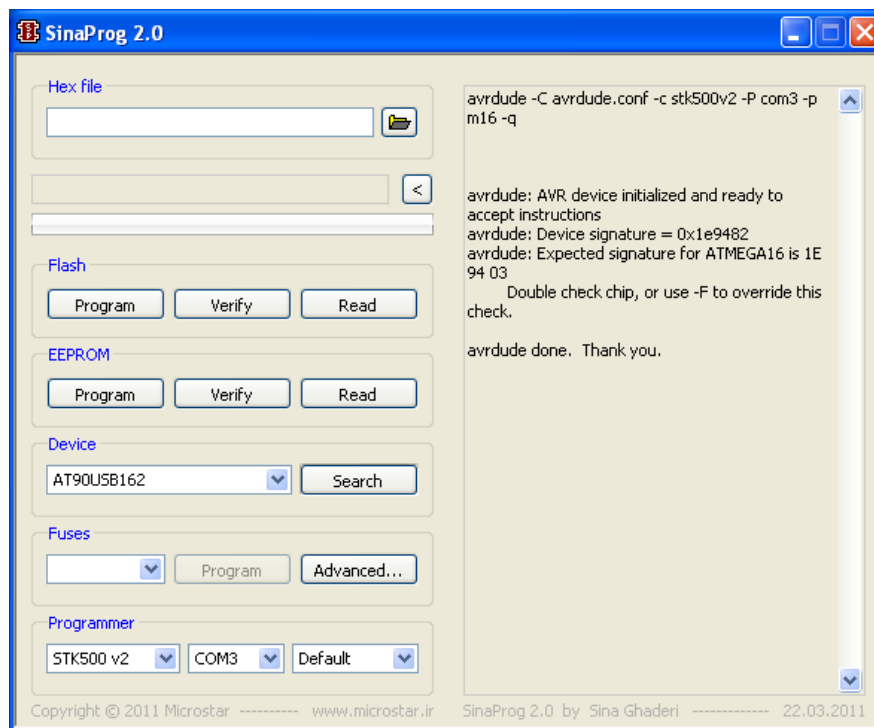 SinaProg 2.0
Hex file
<
Flash
Program Verify Read
EEPROM
Program Verify Read
Device
AT90USB162 Search
Fuses
Program Advanced...
Programmer
STK500 v2 COM3 Default
Copyright © 2011 Microstar ---------- www.microstar.ir
avrdude -C avrdude.conf -c stk500v2 -P com3 -p
m16 -q
avrdude: AVR device initialized and ready to
accept instructions
avrdude: Device signature = 0x1e9482
avrdude: Expected signature for ATMEGA16 is 1E
94 03
Double check chip, or use -F to override this
check.
avrdude done.  Thank you.
SinaProg 2.0 by Sina Ghaderi ------------- 22.03.2011